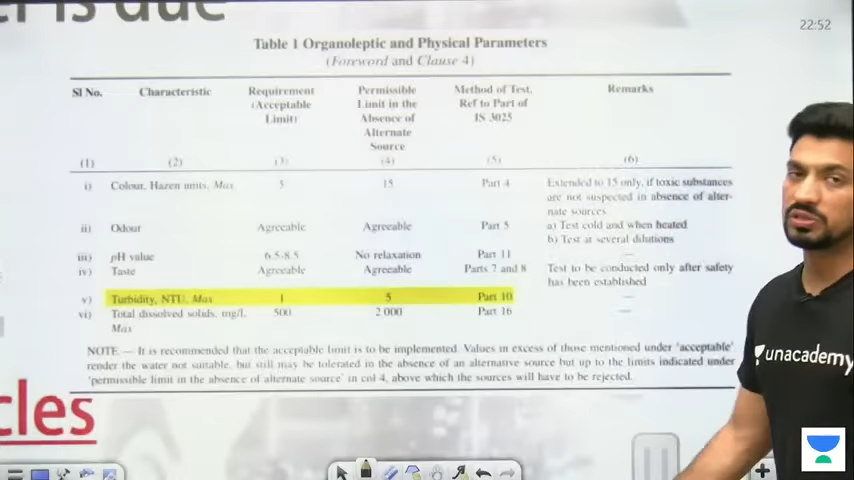 er is due
22:52
Table 1 Organoleptic and Physical Parameters
(Foreword and Clause 4)
Sl No. Characteristic Requirement (Acceptable Limit) Permissible Limit in the Absence of Alternate Source Method of Test, Ref to Part of IS 3025 Remarks
(1) (2) (3) (4) (5) (6)
i) Colour, Hazen units, Max 5 15 Part 4 Extended to 15 only, if toxic substances
are not suspected in absence of alter-
nate sources
ii) Odour Agreeable Agreeable Part 5 a) Test cold and when heated
b) Test at several dilutions
iii) pH value 6.5-8.5 No relaxation Part 11 —
iv) Taste Agreeable Agreeable Parts 7 and 8 Test to be conducted only after safety
has been established
v) Turbidity, NTU, Max 1 5 Part 10 —
vi) Total dissolved solids, mg/l, 500 2 000 Part 16 —
Max
NOTE — It is recommended that the acceptable limit is to be implemented. Values in excess of those mentioned under 'acceptable'
render the water not suitable, but still may be tolerated in the absence of an alternative source but up to the limits indicated under
'permissible limit in the absence of alternate source' in col 4, above which the sources will have to be rejected.
cles
unacademy